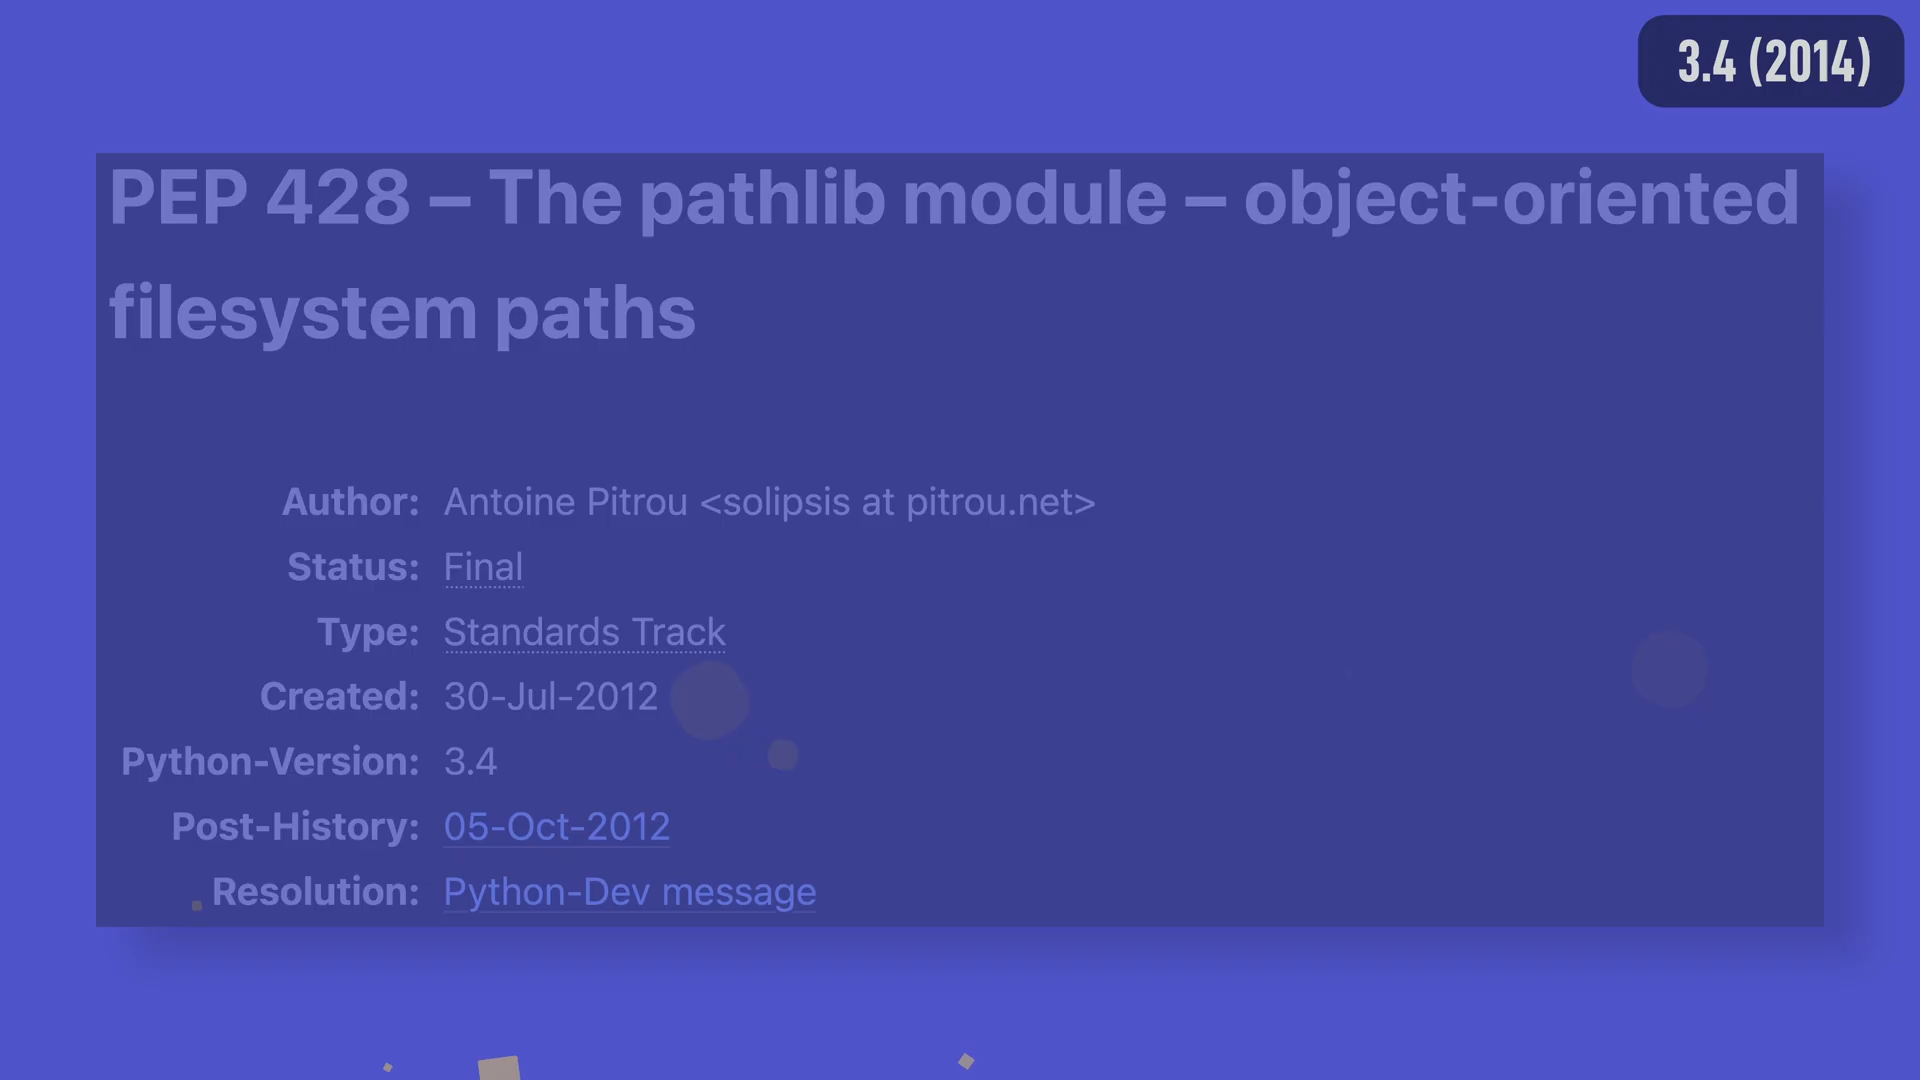 3.4 (2014)
PEP 428 – The pathlib module – object-oriented
filesystem paths
Author: Antoine Pitrou <solipsis at pitrou.net>
Status: Final
Type: Standards Track
Created: 30-Jul-2012
Python-Version: 3.4
Post-History: 05-Oct-2012
Resolution: Python-Dev message